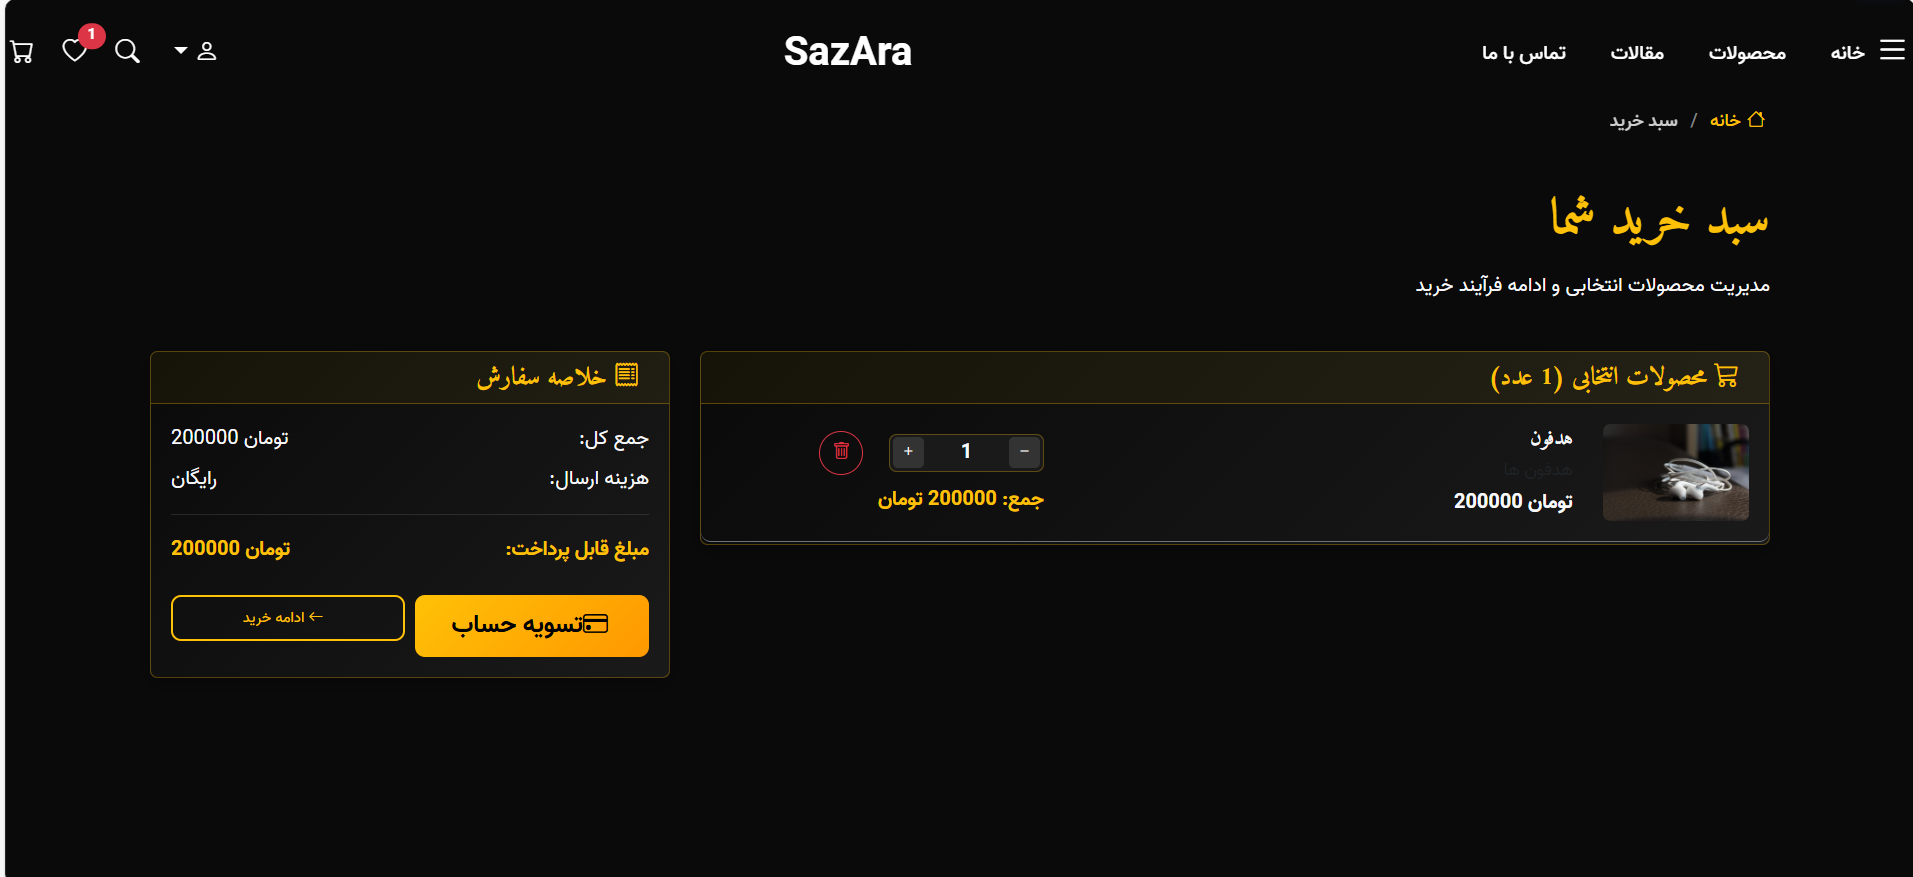 خانه
محصولات
مقالات
تماس با ما
SazAra
1
خانه / سبد خرید
سبد خرید شما
مدیریت محصولات انتخابی و ادامه فرآیند خرید
محصولات انتخابی (1 عدد)
هدفون
هدفون ها
تومان 200000
− 1 +
جمع: 200000 تومان
خلاصه سفارش
جمع کل: تومان 200000
هزینه ارسال: رایگان
مبلغ قابل پرداخت: تومان 200000
تسویه حساب
← ادامه خرید